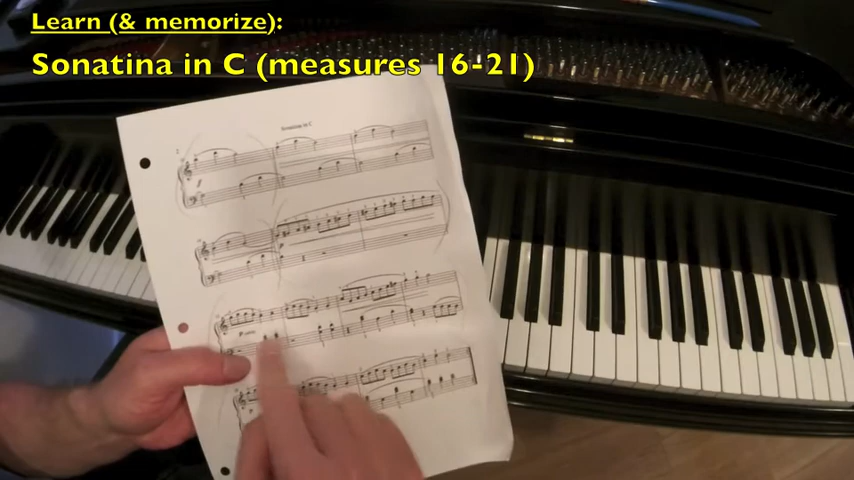 Learn (& memorize):
Sonatina in C (measures 16-21)
Sonatina in C